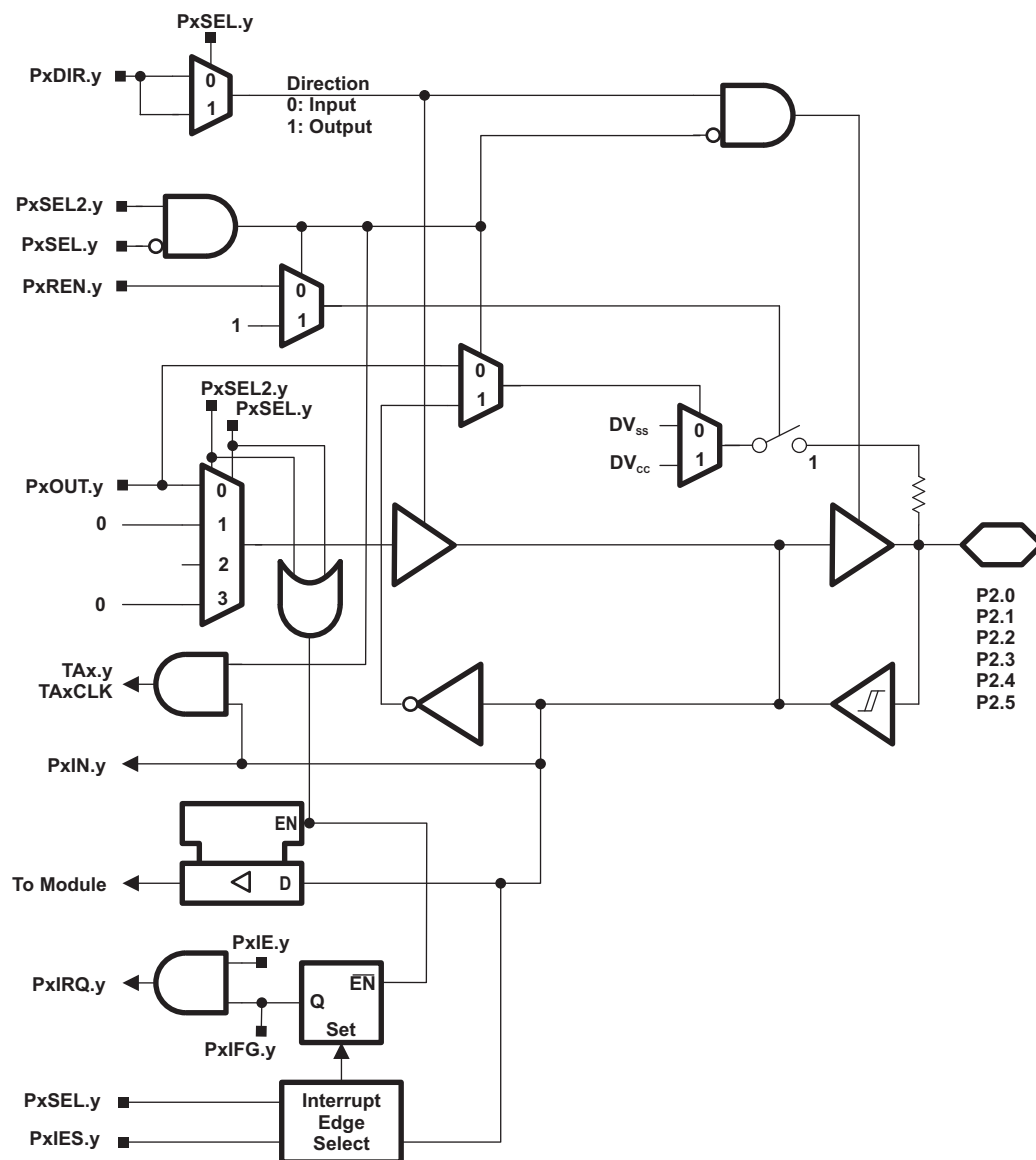 PxSEL.y
PxDIR.y
0
1
Direction
0: Input
1: Output
PxSEL2.y
PxSEL.y
PxREN.y
0
1
1
0
1
PxSEL2.y
PxSEL.y
DVSS
0
DVCC
1
1
PxOUT.y
0
0
1
2
0
3
P2.0
P2.1
P2.2
P2.3
P2.4
P2.5
TAx.y
TAxCLK
PxIN.y
EN
To Module
D
PxIE.y
PxIRQ.y
EN
Q
Set
PxIFG.y
PxSEL.y
PxIES.y
Interrupt
Edge
Select